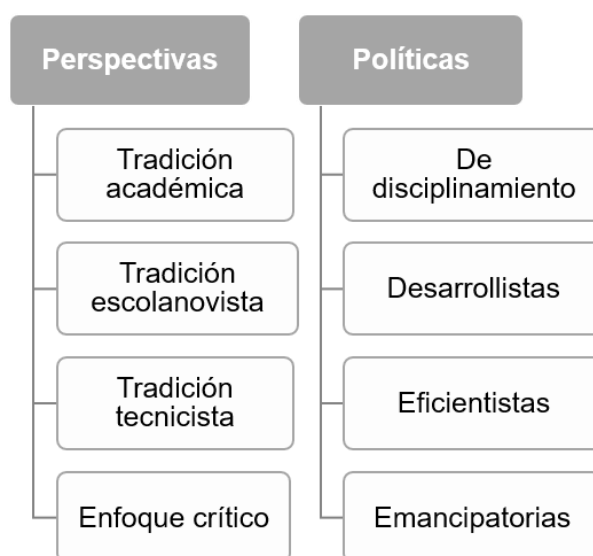 Perspectivas
Tradición
académica
Tradición
escolanovista
Tradición
tecnicista
Enfoque crítico
Políticas
De
disciplinamiento
Desarrollistas
Eficientistas
Emancipatorias